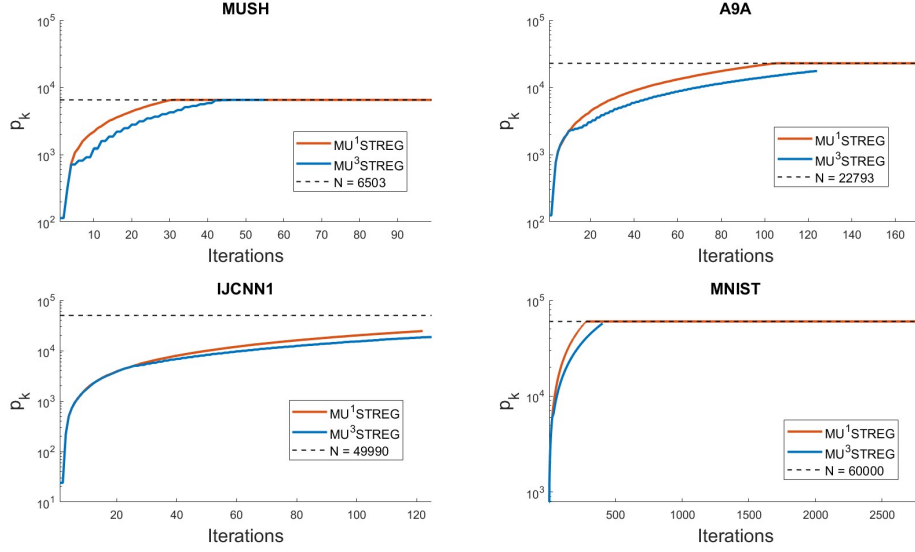 MUSH
10^5
10^4
10^3
10^2
p_k
MU^1STREG
MU^3STREG
N = 6503
10 20 30 40 50 60 70 80 90
Iterations
A9A
10^5
10^4
10^3
10^2
p_k
MU^1STREG
MU^3STREG
N = 22793
20 40 60 80 100 120 140 160
Iterations
IJCNN1
10^5
10^4
10^3
10^2
10^1
p_k
MU^1STREG
MU^3STREG
N = 49990
20 40 60 80 100 120
Iterations
MNIST
10^5
10^4
10^3
p_k
MU^1STREG
MU^3STREG
N = 60000
500 1000 1500 2000 2500
Iterations